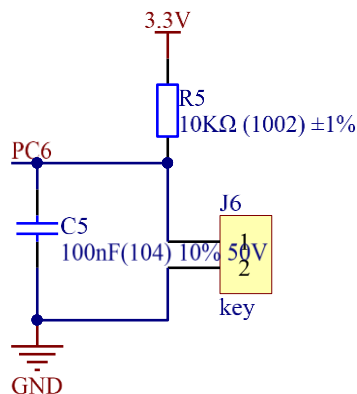 3.3V
R5
10KΩ (1002) ±1%
PC6
J6
C5
1
100nF(104) 10% 50V
2
key
GND